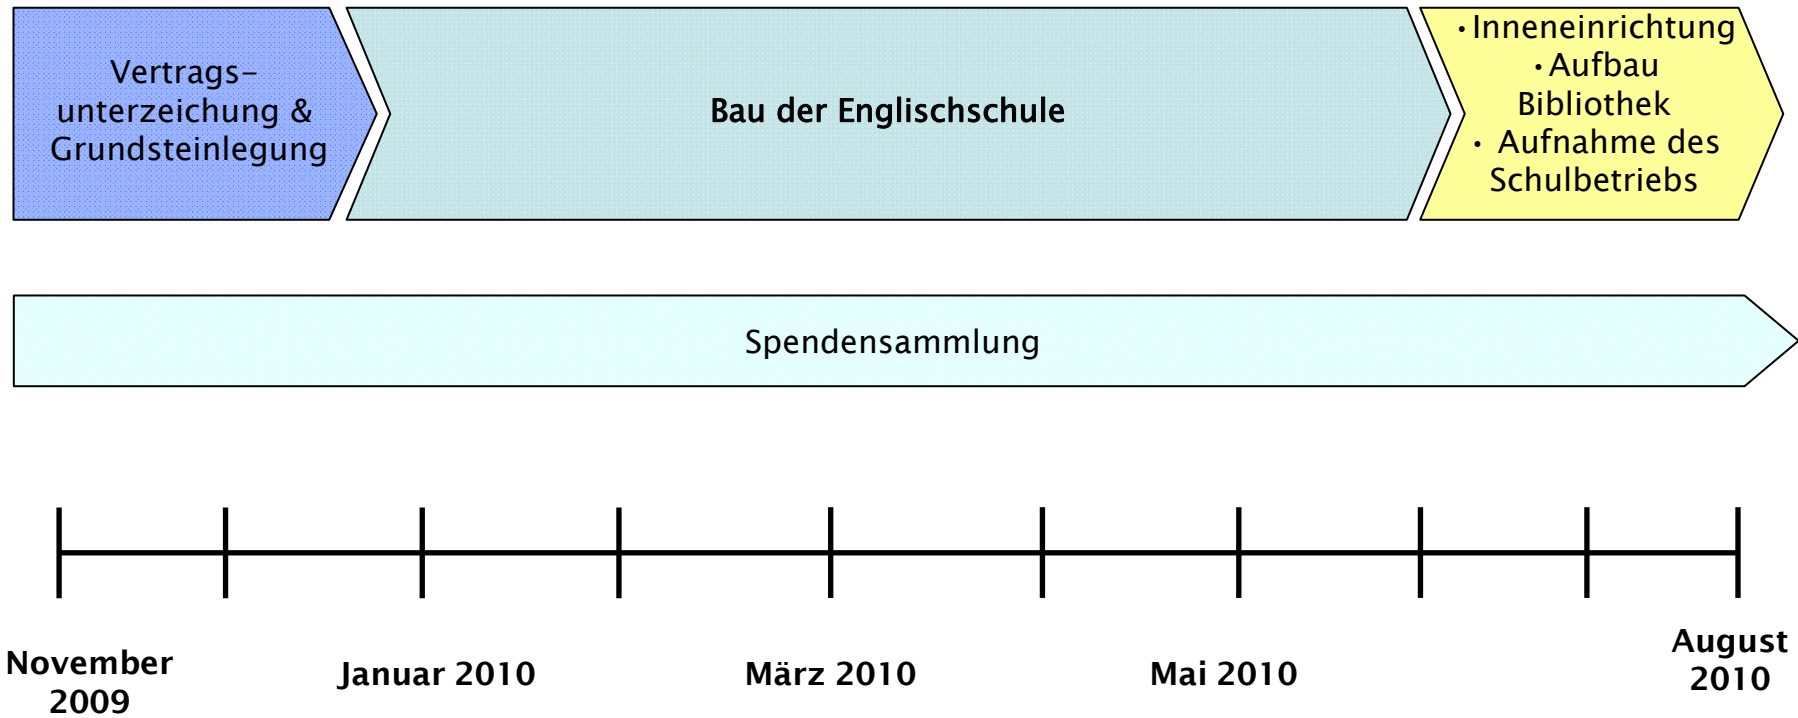 Vertrags-
unterzeichung &
Grundsteinlegung
Bau der Englischschule
•Inneneinrichtung
•Aufbau
Bibliothek
• Aufnahme des
Schulbetriebs
Spendensammlung
November
2009
Januar 2010
März 2010
Mai 2010
August
2010